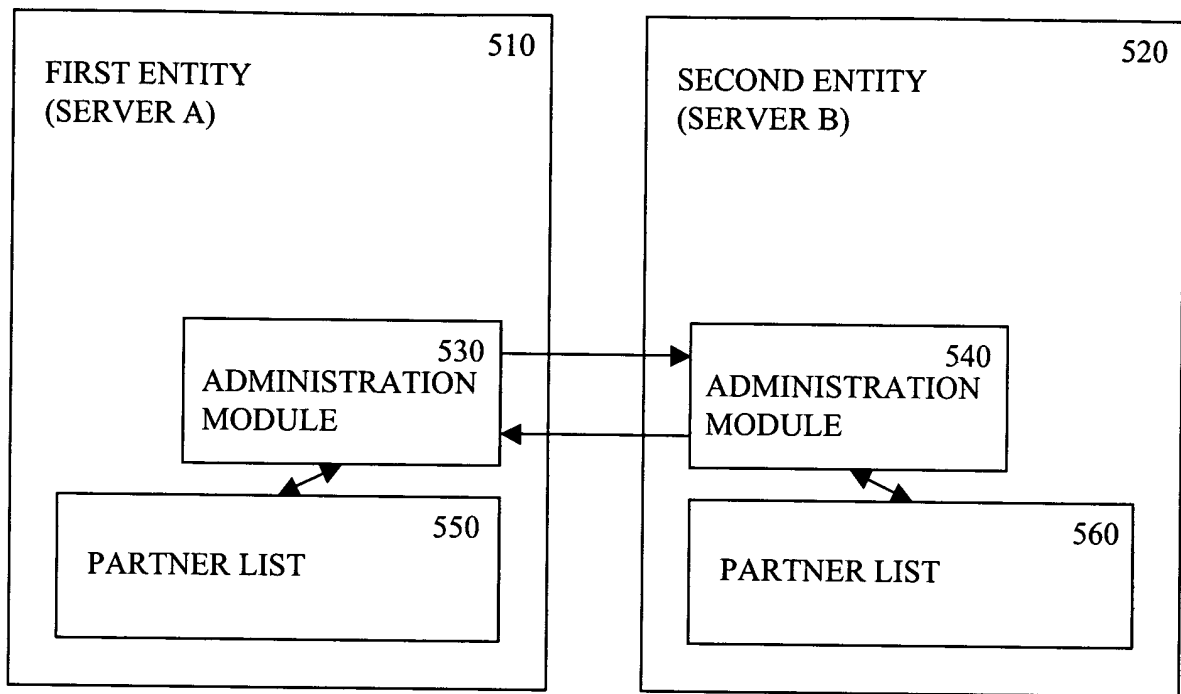 510
FIRST ENTITY
(SERVER A)
530
ADMINISTRATION
MODULE
550
PARTNER LIST
520
SECOND ENTITY
(SERVER B)
540
ADMINISTRATION
MODULE
560
PARTNER LIST